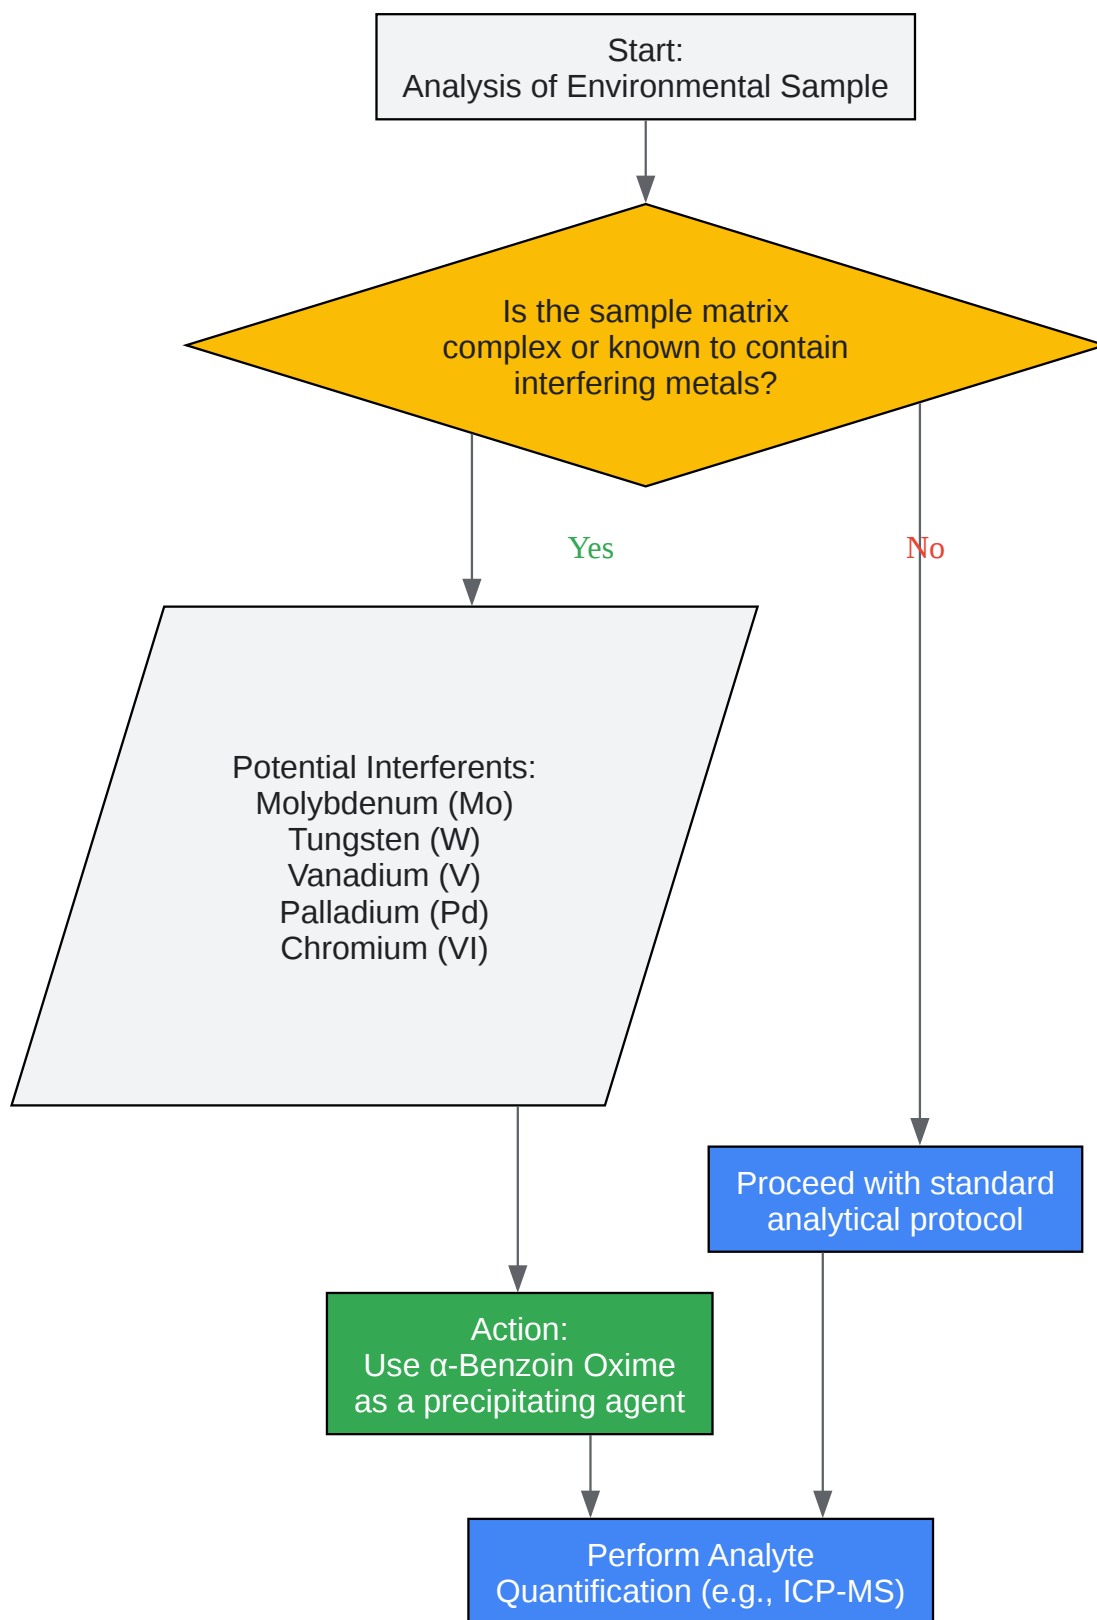 Start:
Analysis of Environmental Sample
Is the sample matrix
complex or known to contain
interfering metals?
Yes
No
Potential Interferents:
Molybdenum (Mo)
Tungsten (W)
Vanadium (V)
Palladium (Pd)
Chromium (VI)
Proceed with standard
analytical protocol
Action:
Use α-Benzoin Oxime
as a precipitating agent
Perform Analyte
Quantification (e.g., ICP-MS)